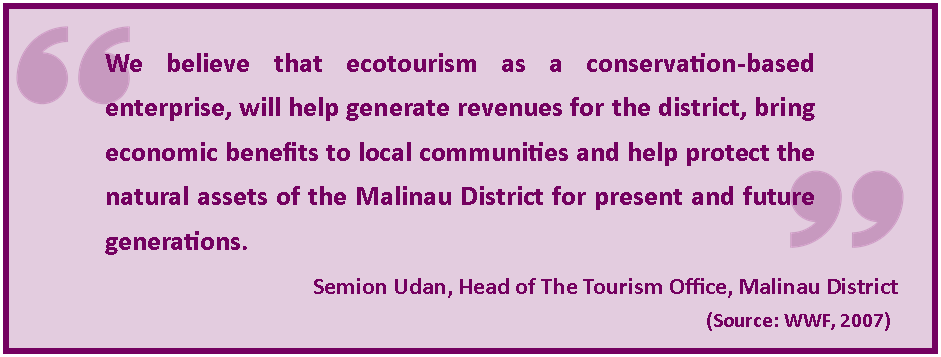 We believe that ecotourism as a conservation-based
enterprise, will help generate revenues for the district, bring
economic benefits to local communities and help protect the
natural assets of the Malinau District for present and future
generations.
Semion Udan, Head of The Tourism Office, Malinau District
(Source: WWF, 2007)